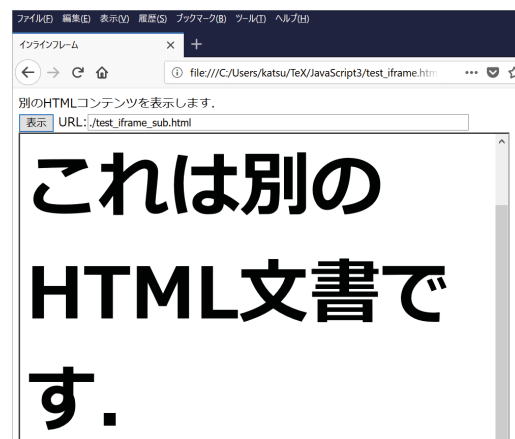 ファイル(F) 編集(E) 表示(V) 履歴(S) ブックマーク(B) ツール(T) ヘルプ(H)
インラインフレーム
file:///C:/Users/katsu/TeX/JavaScript3/test_iframe.htm
別のHTMLコンテンツを表示します．
表示 URL: ./test_iframe_sub.html
これは別の
HTML文書で
す．